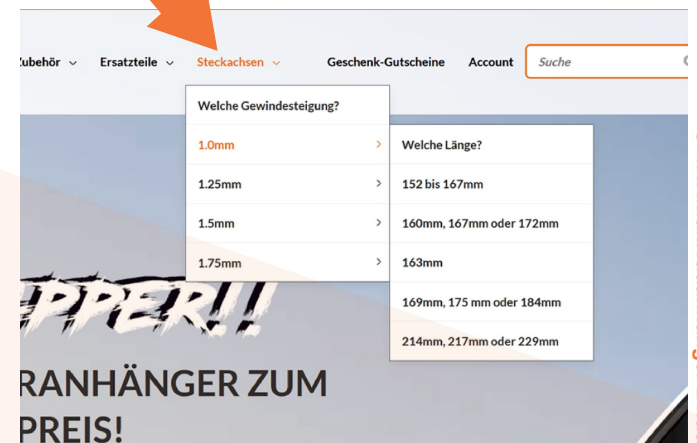 Zubehör Ersatzteile Steckachsen Geschenk-Gutscheine Account Suche
Welche Gewindesteigung?
1.0mm
1.25mm
1.5mm
1.75mm
Welche Länge?
152 bis 167mm
160mm, 167mm oder 172mm
163mm
169mm, 175 mm oder 184mm
214mm, 217mm oder 229mm
PPER!!
RANHÄNGER ZUM
PREIS!